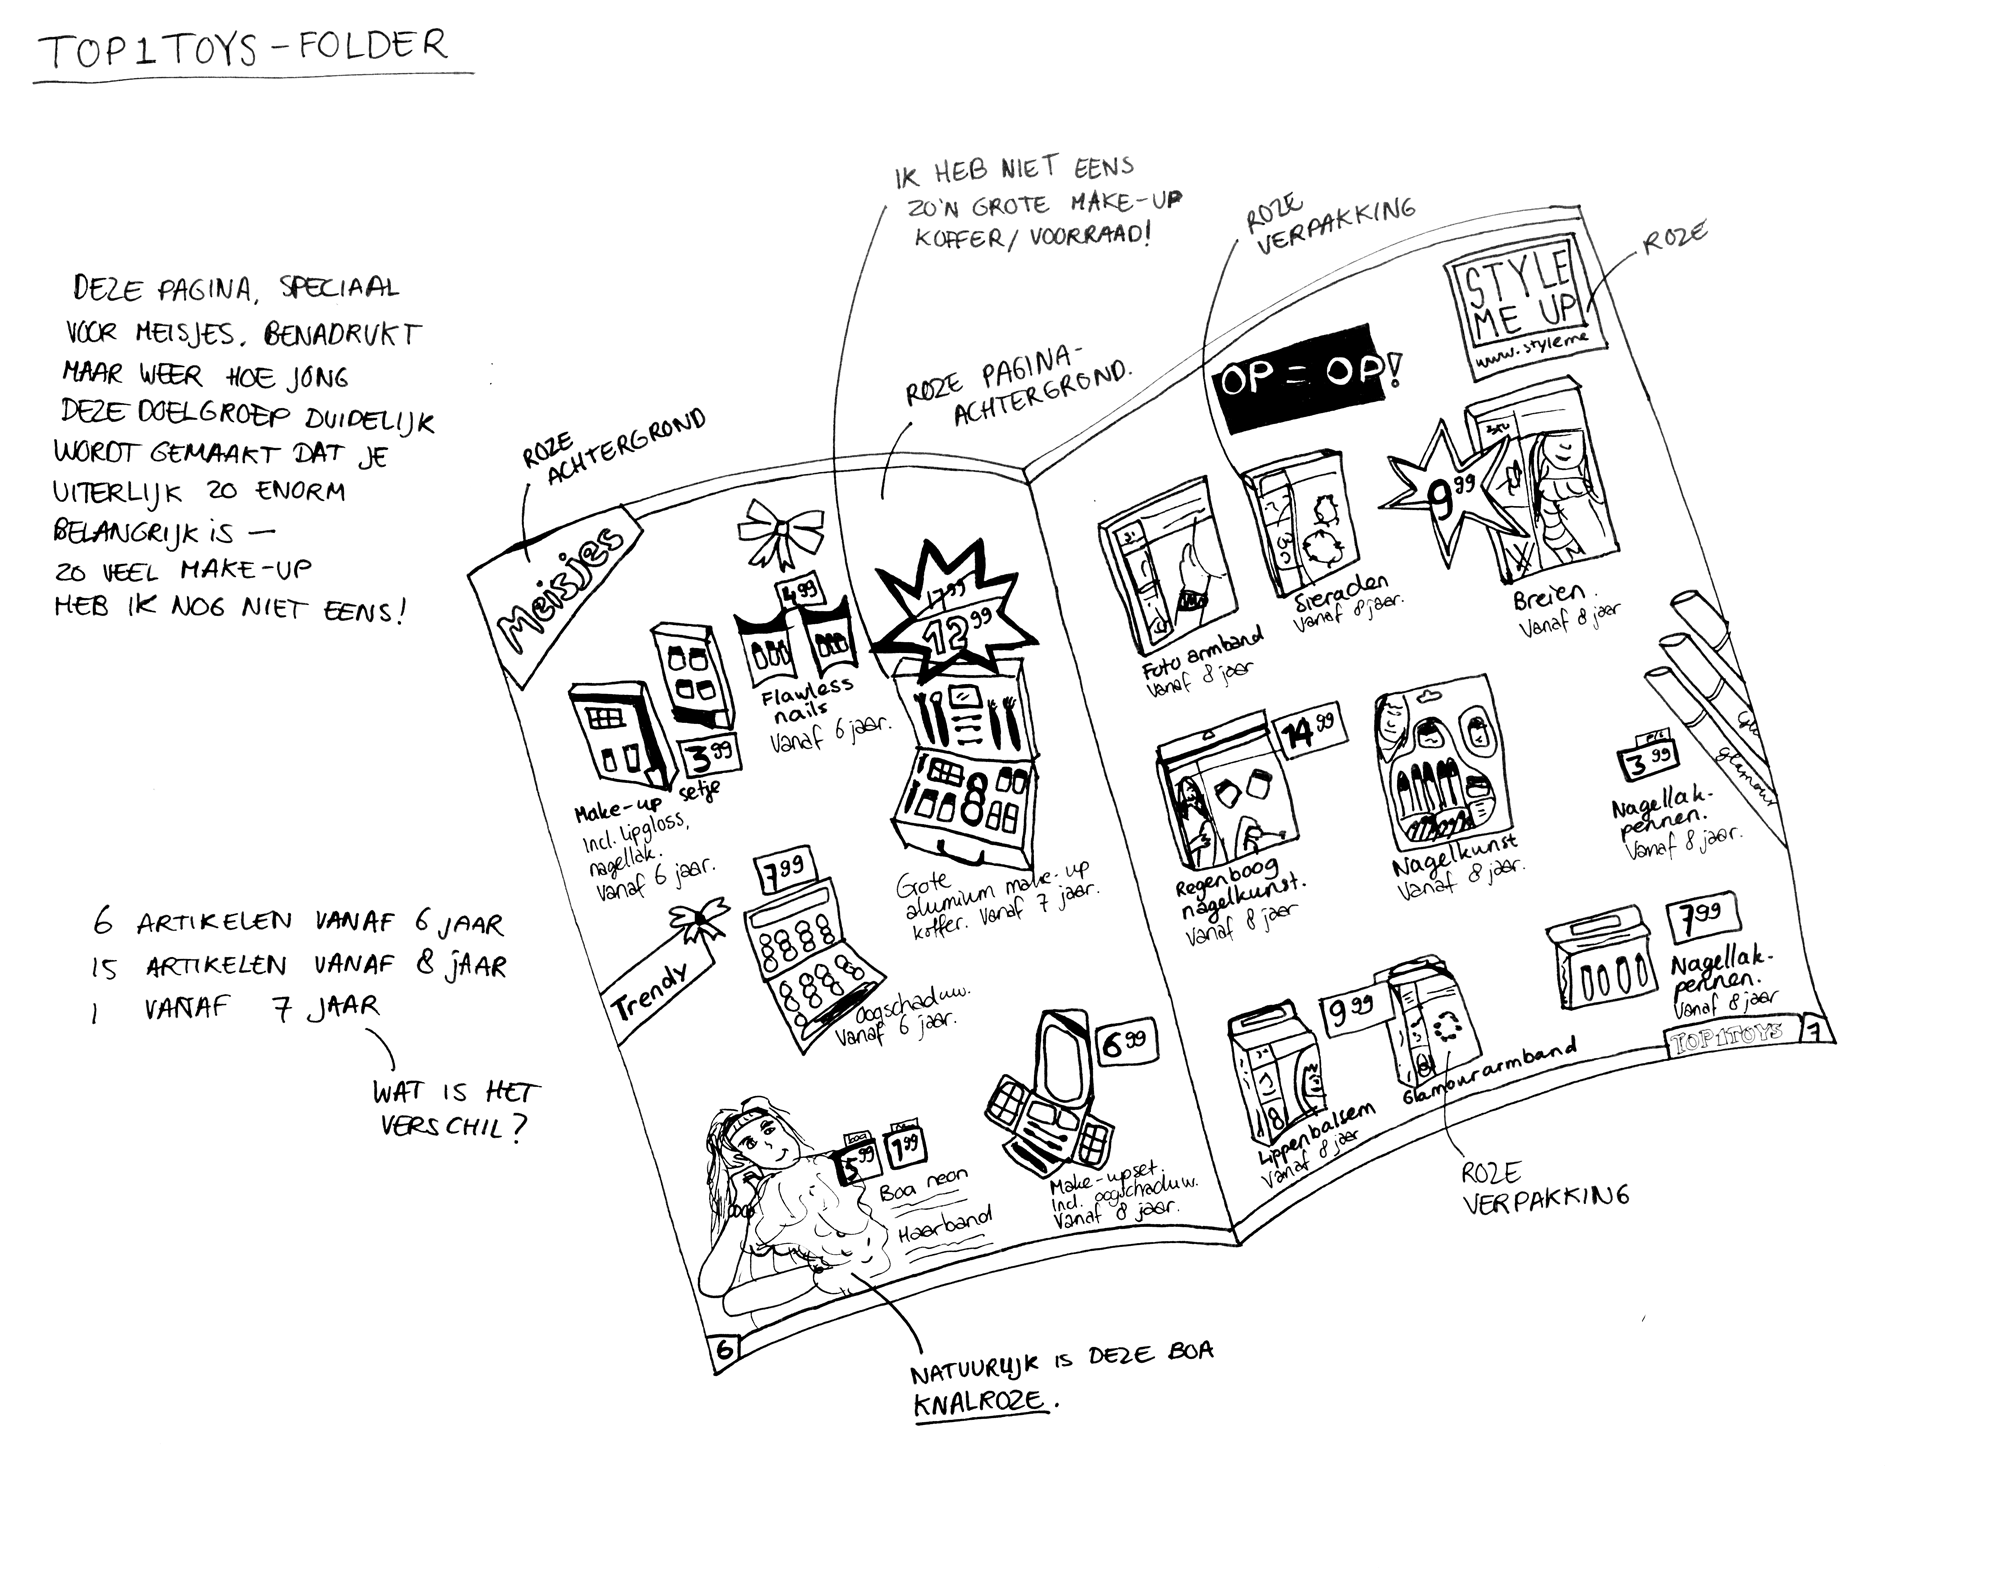 TOP1TOYS-FOLDER
DEZE PAGINA, SPECIAAL
VOOR MEISJES, BENADRUKT
MAAR WEER HOE JONG
DEZE DOELGROEP DUIDELIJK
WORDT GEMAAKT DAT JE
UITERLIJK ZO ENORM
BELANGRIJK IS —
ZO VEEL MAKE-UP
HEB IK NOG NIET EENS!
6 ARTIKELEN VANAF 6 JAAR
15 ARTIKELEN VANAF 8 JAAR
1 VANAF 7 JAAR
WAT IS HET
VERSCHIL?
ROZE
ACHTERGROND
IK HEB NIET EENS
ZO'N GROTE MAKE-UP
KOFFER/VOORRAAD!
ROZE PAGINA-
ACHTERGROND.
ROZE
VERPAKKING
ROZE
Meisjes
4.99
Flawless
nails
Vanaf 6 jaar.
17.99
12.99
3.99
Make-up setje
Incl. lipgloss,
nagellak.
Vanaf 6 jaar.
Grote
aluminium make-up
koffer. Vanaf 7 jaar.
7.99
Trendy
oogschaduw.
Vanaf 6 jaar.
6.99
Make-upset.
Incl. oogschaduw.
Vanaf 8 jaar.
boa
5.99
1.99
Boa neon
Haarband
6
NATUURLIJK IS DEZE BOA
KNALROZE.
STYLE
ME UP
www.styleme
OP = OP!
9.99
Foto armband
Vanaf 8 jaar
Sieraden
Vanaf 8 jaar.
Breien.
Vanaf 8 jaar
14.99
Regenboog
nagelkunst.
Vanaf 8 jaar
Nagelkunst
Vanaf 8 jaar.
3.99
glamour
Nagellak-
pennen.
Vanaf 8 jaar.
9.99
Lippenbalsem
Vanaf 8 jaar
Glamour armband
7.99
Nagellak-
pennen.
Vanaf 8 jaar
TOP1TOYS 7
ROZE
VERPAKKING